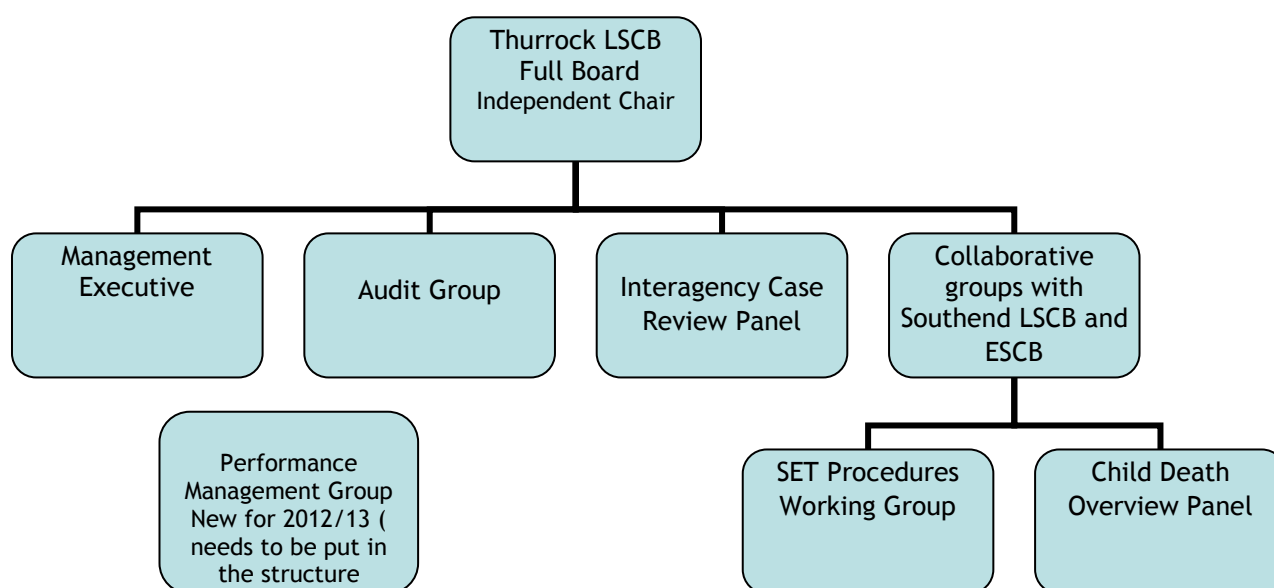 Thurrock LSCB
Full Board
Independent Chair
Management
Executive
Audit Group
Interagency Case
Review Panel
Collaborative
groups with
Southend LSCB and
ESCB
Performance
Management Group
New for 2012/13 (
needs to be put in
the structure
SET Procedures
Working Group
Child Death
Overview Panel